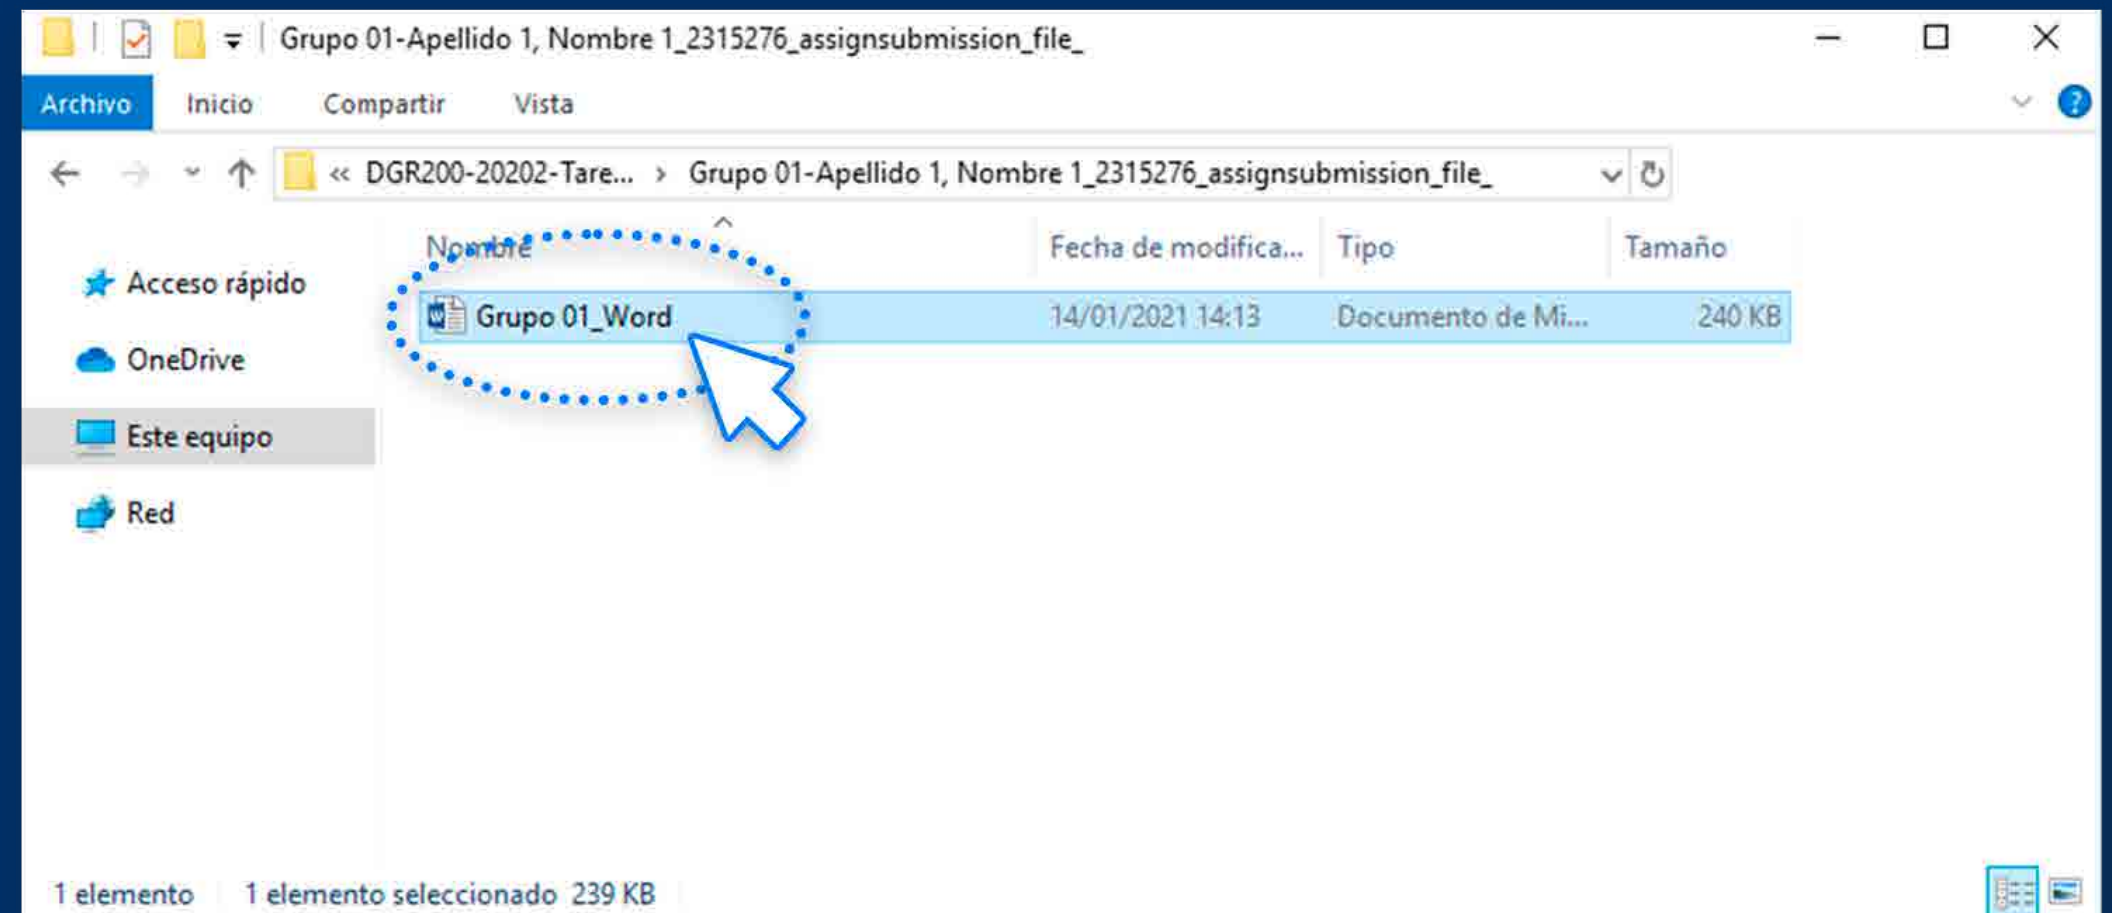 Grupo 01-Apellido 1, Nombre 1_2315276_assignsubmission_file_
Archivo Inicio Compartir Vista
« DGR200-20202-Tare... › Grupo 01-Apellido 1, Nombre 1_2315276_assignsubmission_file_
Nombre Fecha de modifica... Tipo Tamaño
Acceso rápido
Grupo 01_Word 14/01/2021 14:13 Documento de Mi... 240 KB
OneDrive
Este equipo
Red
1 elemento 1 elemento seleccionado 239 KB